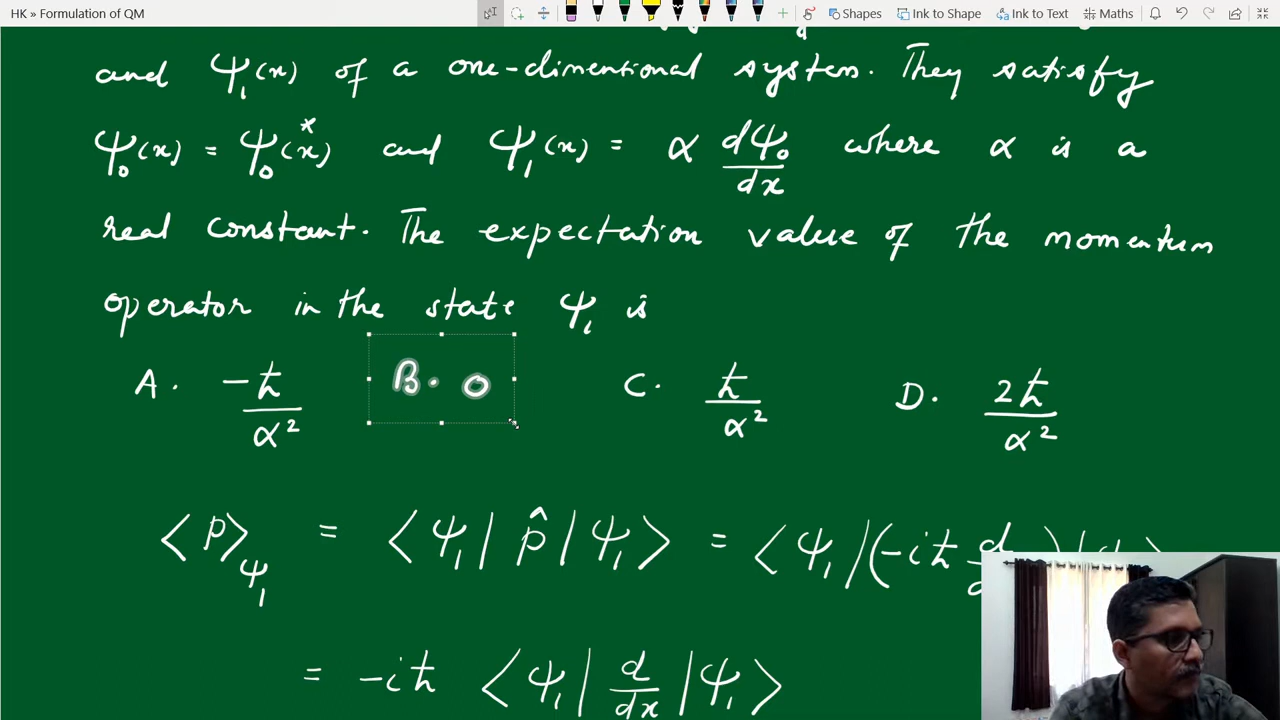 HK » Formulation of QM Shapes Ink to Shape Ink to Text Maths
and ψ₁(x) of a one-dimentional system. They satisfy
ψ₀(x) = ψ₀(x)* and ψ₁(x) = α dψ₀/dx where α is a
real constant. The expectation value of the momentum
operator in the state ψ₁ is
A. -ħ/α² B. 0 C. ħ/α² D. 2ħ/α²
⟨p⟩ψ₁ = ⟨ψ₁| p̂ |ψ₁⟩ = ⟨ψ₁|(-iħ d
= -iħ ⟨ψ₁| d/dx |ψ₁⟩